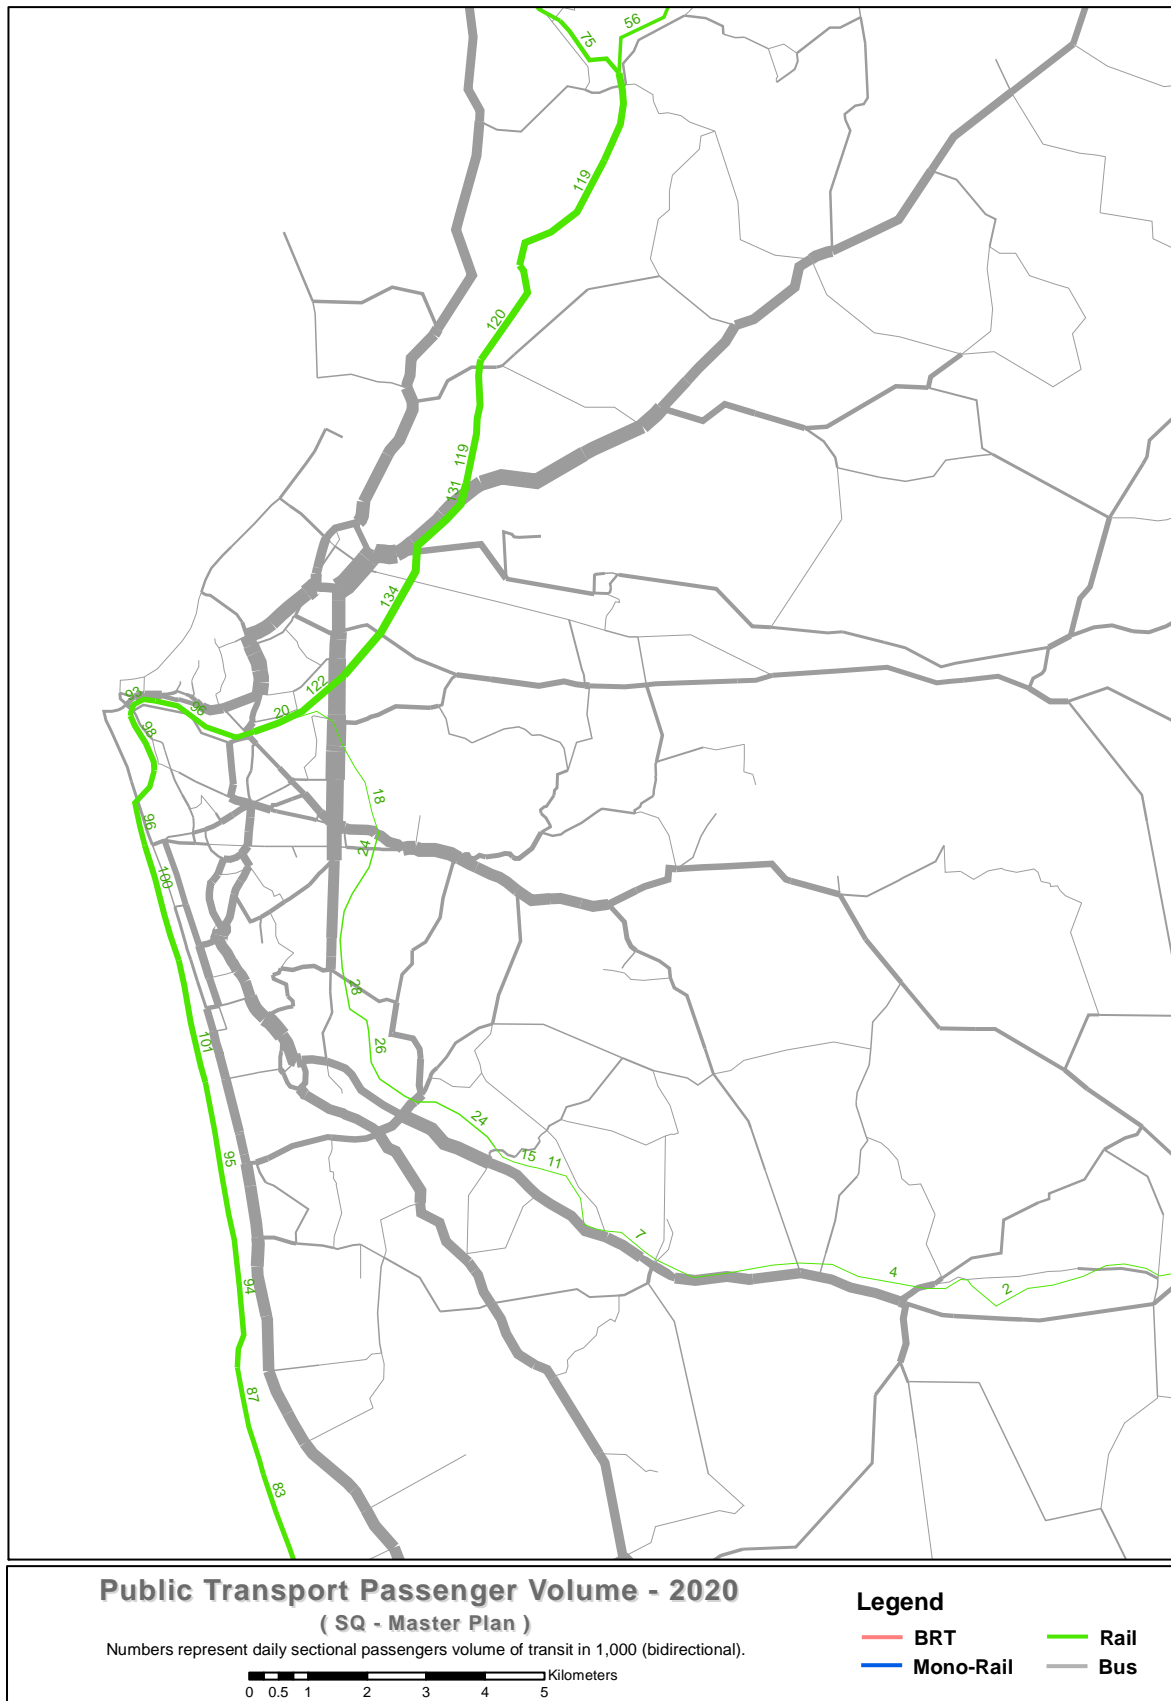 56
75
119
120
119
131
134
122
20
93
96
98
18
96
24
100
28
101
26
24
15
11
95
7
4
94
2
87
83
Public Transport Passenger Volume - 2020
( SQ - Master Plan )
Numbers represent daily sectional passengers volume of transit in 1,000 (bidirectional).
Kilometers
0 0.5 1 2 3 4 5
Legend
BRT
Rail
Mono-Rail
Bus